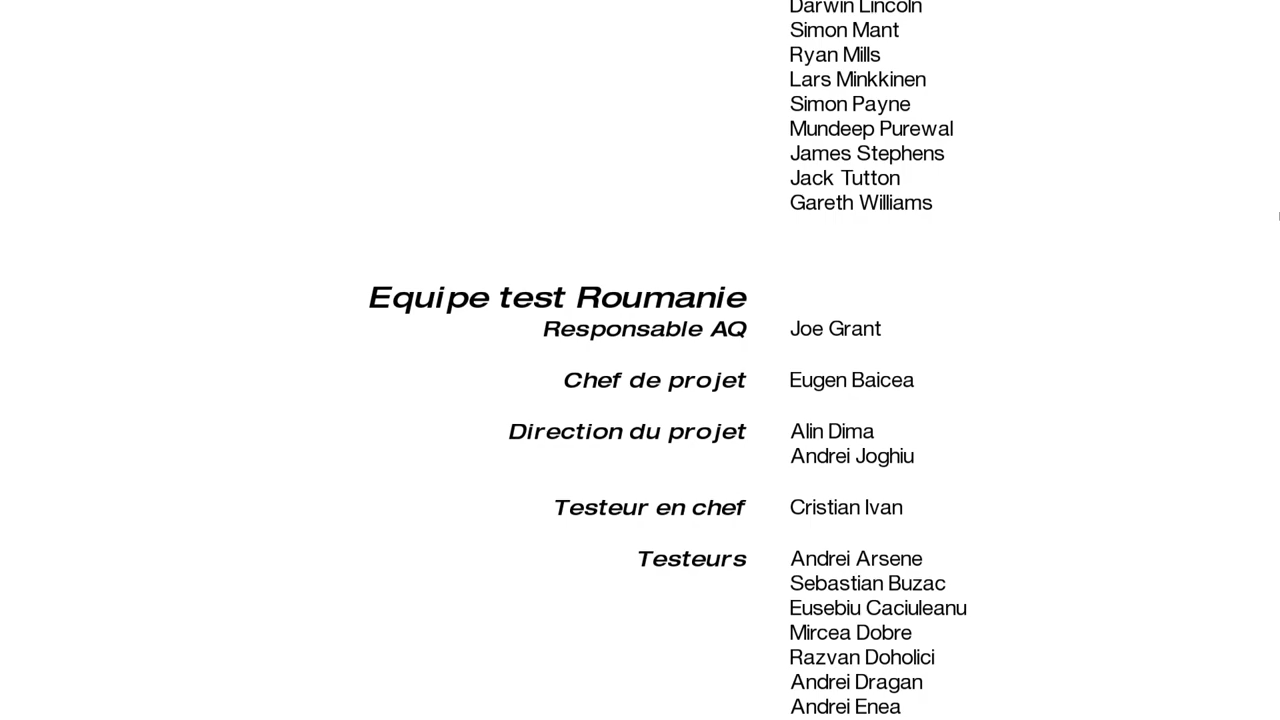 Darwin Lincoln
Simon Mant
Ryan Mills
Lars Minkkinen
Simon Payne
Mundeep Purewal
James Stephens
Jack Tutton
Gareth Williams
Equipe test Roumanie
Responsable AQ Joe Grant
Chef de projet Eugen Baicea
Direction du projet Alin Dima
Andrei Joghiu
Testeur en chef Cristian Ivan
Testeurs Andrei Arsene
Sebastian Buzac
Eusebiu Caciuleanu
Mircea Dobre
Razvan Doholici
Andrei Dragan
Andrei Enea